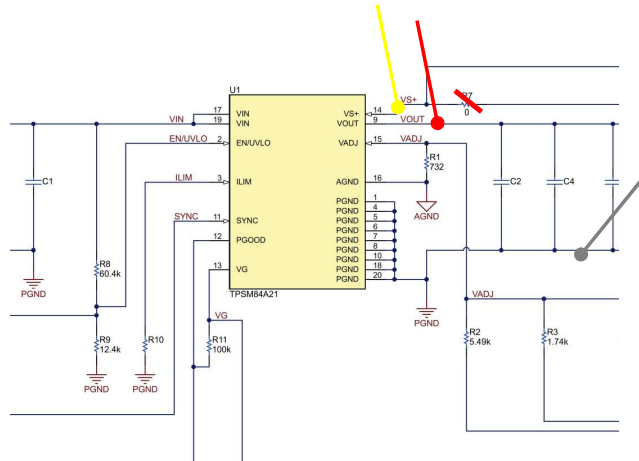 U1
17 VIN
19 VIN
2 EN/UVLO
3 ILIM
11 SYNC
12 PGOOD
13 VG
VS+ 14
VOUT 9
VADJ 15
AGND 16
PGND 1
PGND 4
PGND 5
PGND 6
PGND 7
PGND 8
PGND 10
PGND 18
PGND 20
TPSM84A21
VIN
EN/UVLO
ILIM
SYNC
VG
VS+
VOUT
VADJ
R7
0
R1
732
AGND
C1
C2
C4
PGND
R8
60.4k
R9
12.4k
PGND
R10
PGND
R11
100k
PGND
VADJ
R2
5.49k
R3
1.74k